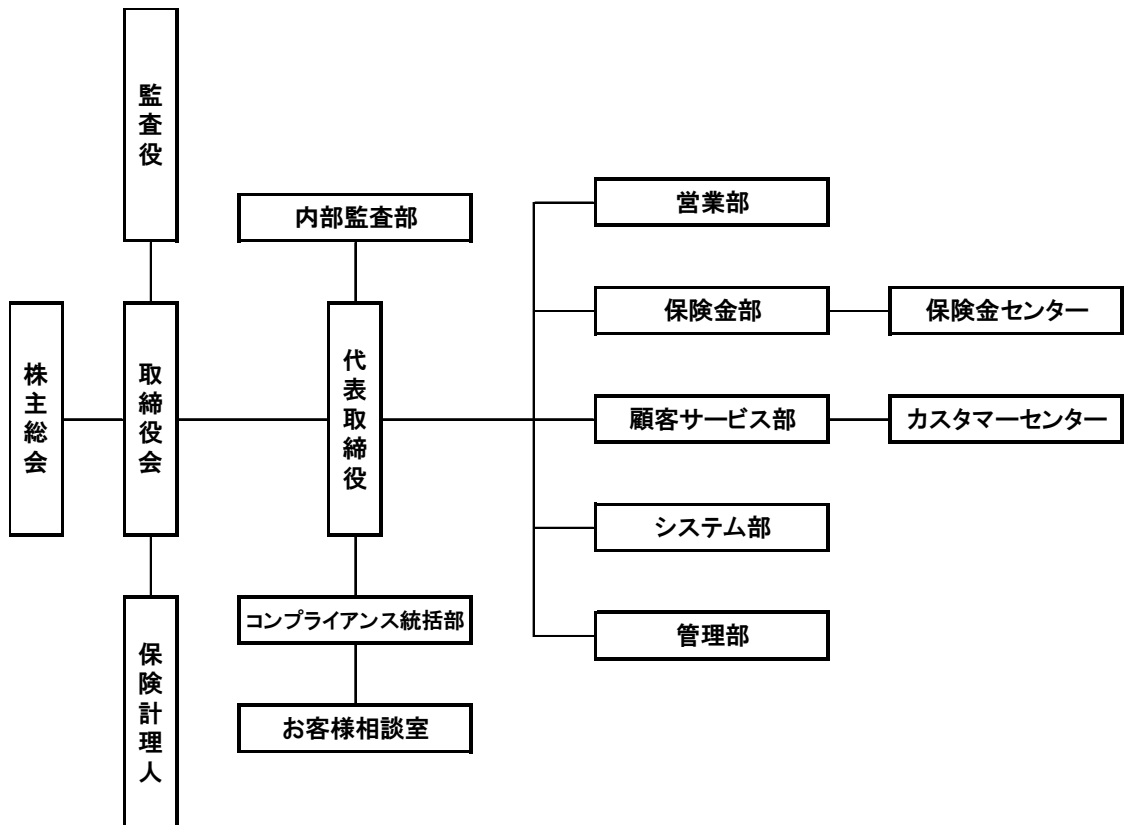 監査役
内部監査部
営業部
保険金部
保険金センター
株主総会
取締役会
代表取締役
顧客サービス部
カスタマーセンター
システム部
コンプライアンス統括部
管理部
保険計理人
お客様相談室